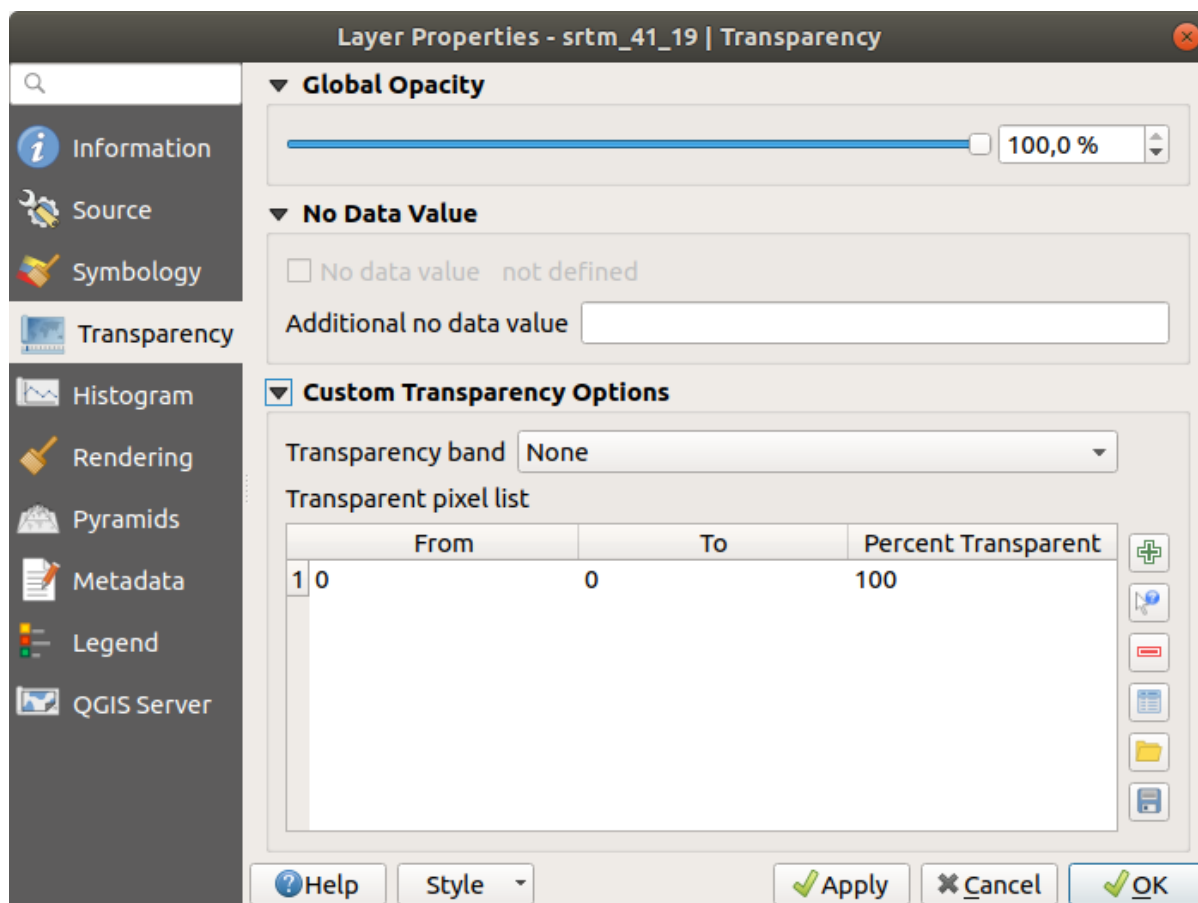 Layer Properties - srtm_41_19 | Transparency
Information
Source
Symbology
Transparency
Histogram
Rendering
Pyramids
Metadata
Legend
QGIS Server
Global Opacity
100,0 %
No Data Value
No data value not defined
Additional no data value
Custom Transparency Options
Transparency band None
Transparent pixel list
From To Percent Transparent
1 0 0 100
Help Style Apply Cancel OK